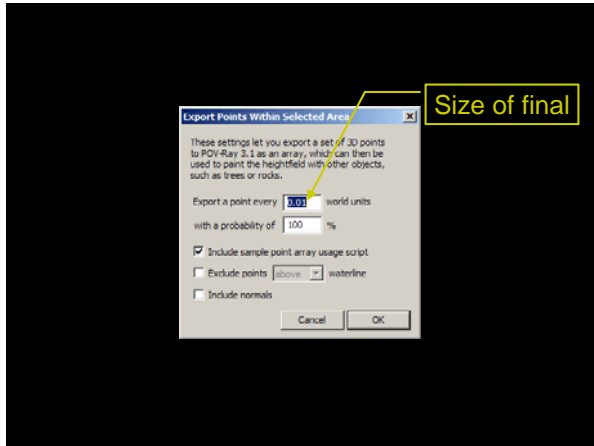 Size of final
Export Points Within Selected Area
These settings let you export a set of 3D points
to POV-Ray 3.1 as an array, which can then be
used to paint the heightfield with other objects,
such as trees or rocks.
Export a point every 0.01 world units
with a probability of 100 %
Include sample point array usage script
Exclude points above waterline
Include normals
Cancel OK